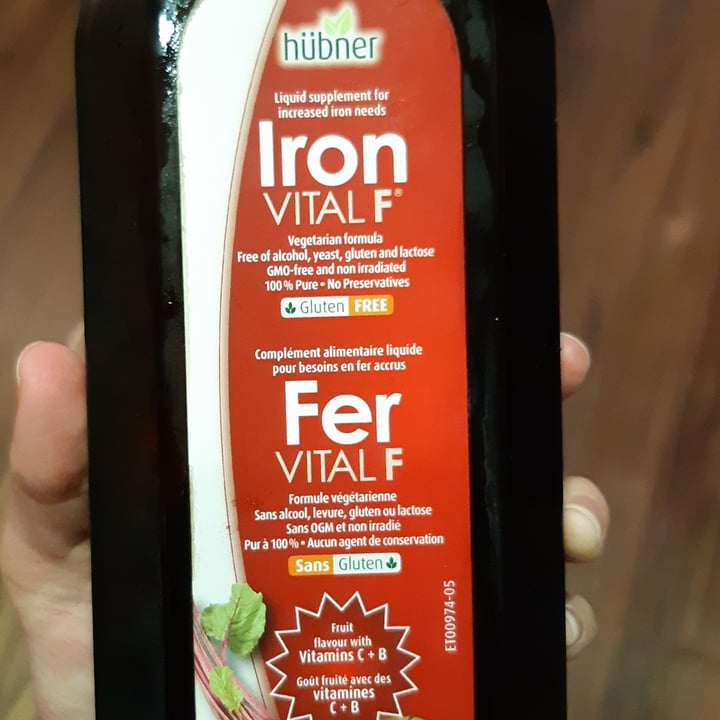 hübner
Liquid supplement for
increased iron needs
Iron
VITAL F®
Vegetarian formula
Free of alcohol, yeast, gluten and lactose
GMO-free and non irradiated
100 % Pure • No Preservatives
Gluten FREE
Complément alimentaire liquide
pour besoins en fer accrus
Fer
VITAL F
Formule végétarienne
Sans alcool, levure, gluten ou lactose
Sans OGM et non irradié
Pur à 100 % • Aucun agent de conservation
Sans Gluten
Fruit
flavour with
Vitamins C + B
Goût fruité avec des
vitamines
C + B
ET00974-05